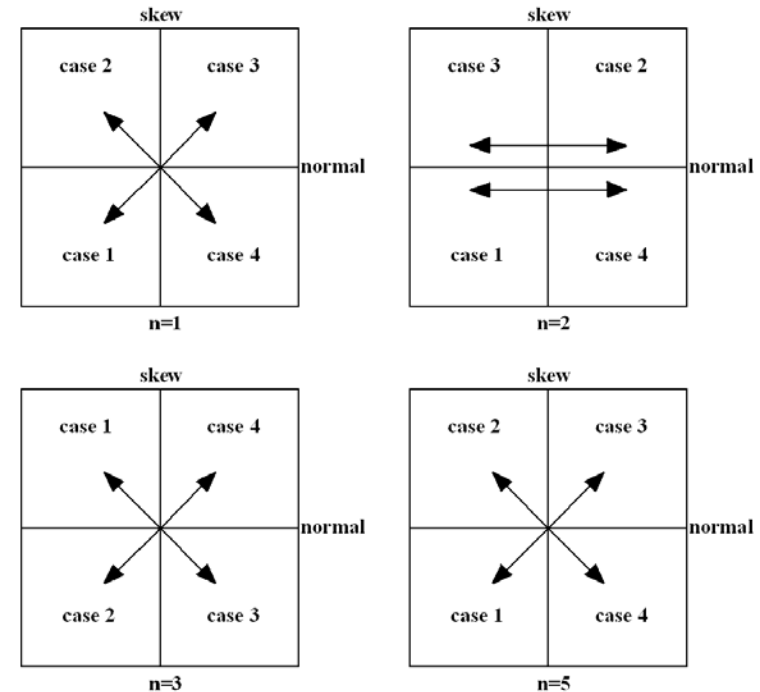 skew
skew
case 2 case 3
case 3 case 2
normal
normal
case 1 case 4
case 1 case 4
n=1
n=2
skew
skew
case 1 case 4
case 2 case 3
normal
normal
case 2 case 3
case 1 case 4
n=3
n=5